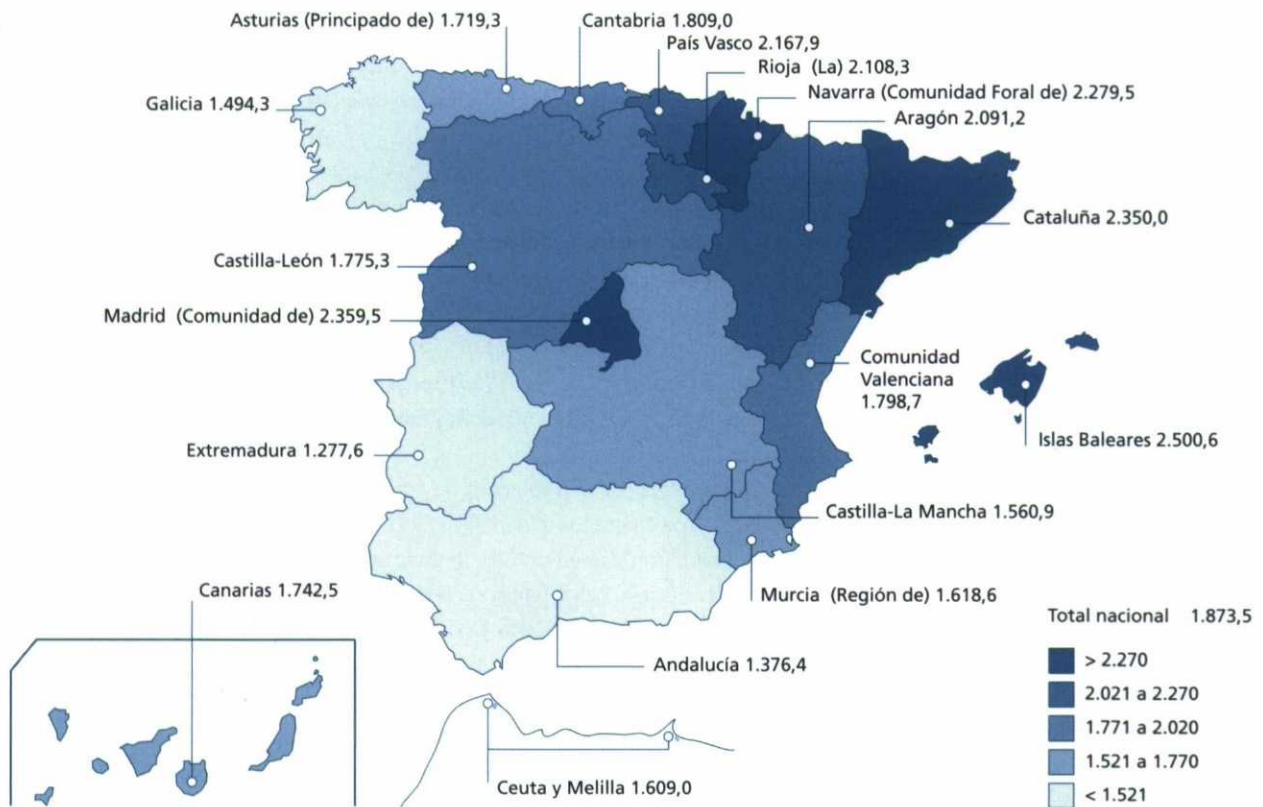 Asturias (Principado de) 1.719,3
Cantabria 1.809,0
País Vasco 2.167,9
Rioja (La) 2.108,3
Navarra (Comunidad Foral de) 2.279,5
Galicia 1.494,3
Aragón 2.091,2
Cataluña 2.350,0
Castilla-León 1.775,3
Madrid (Comunidad de) 2.359,5
Comunidad
Valenciana
1.798,7
Islas Baleares 2.500,6
Extremadura 1.277,6
Castilla-La Mancha 1.560,9
Canarias 1.742,5
Murcia (Región de) 1.618,6
Andalucía 1.376,4
Ceuta y Melilla 1.609,0
Total nacional 1.873,5
> 2.270
2.021 a 2.270
1.771 a 2.020
1.521 a 1.770
< 1.521